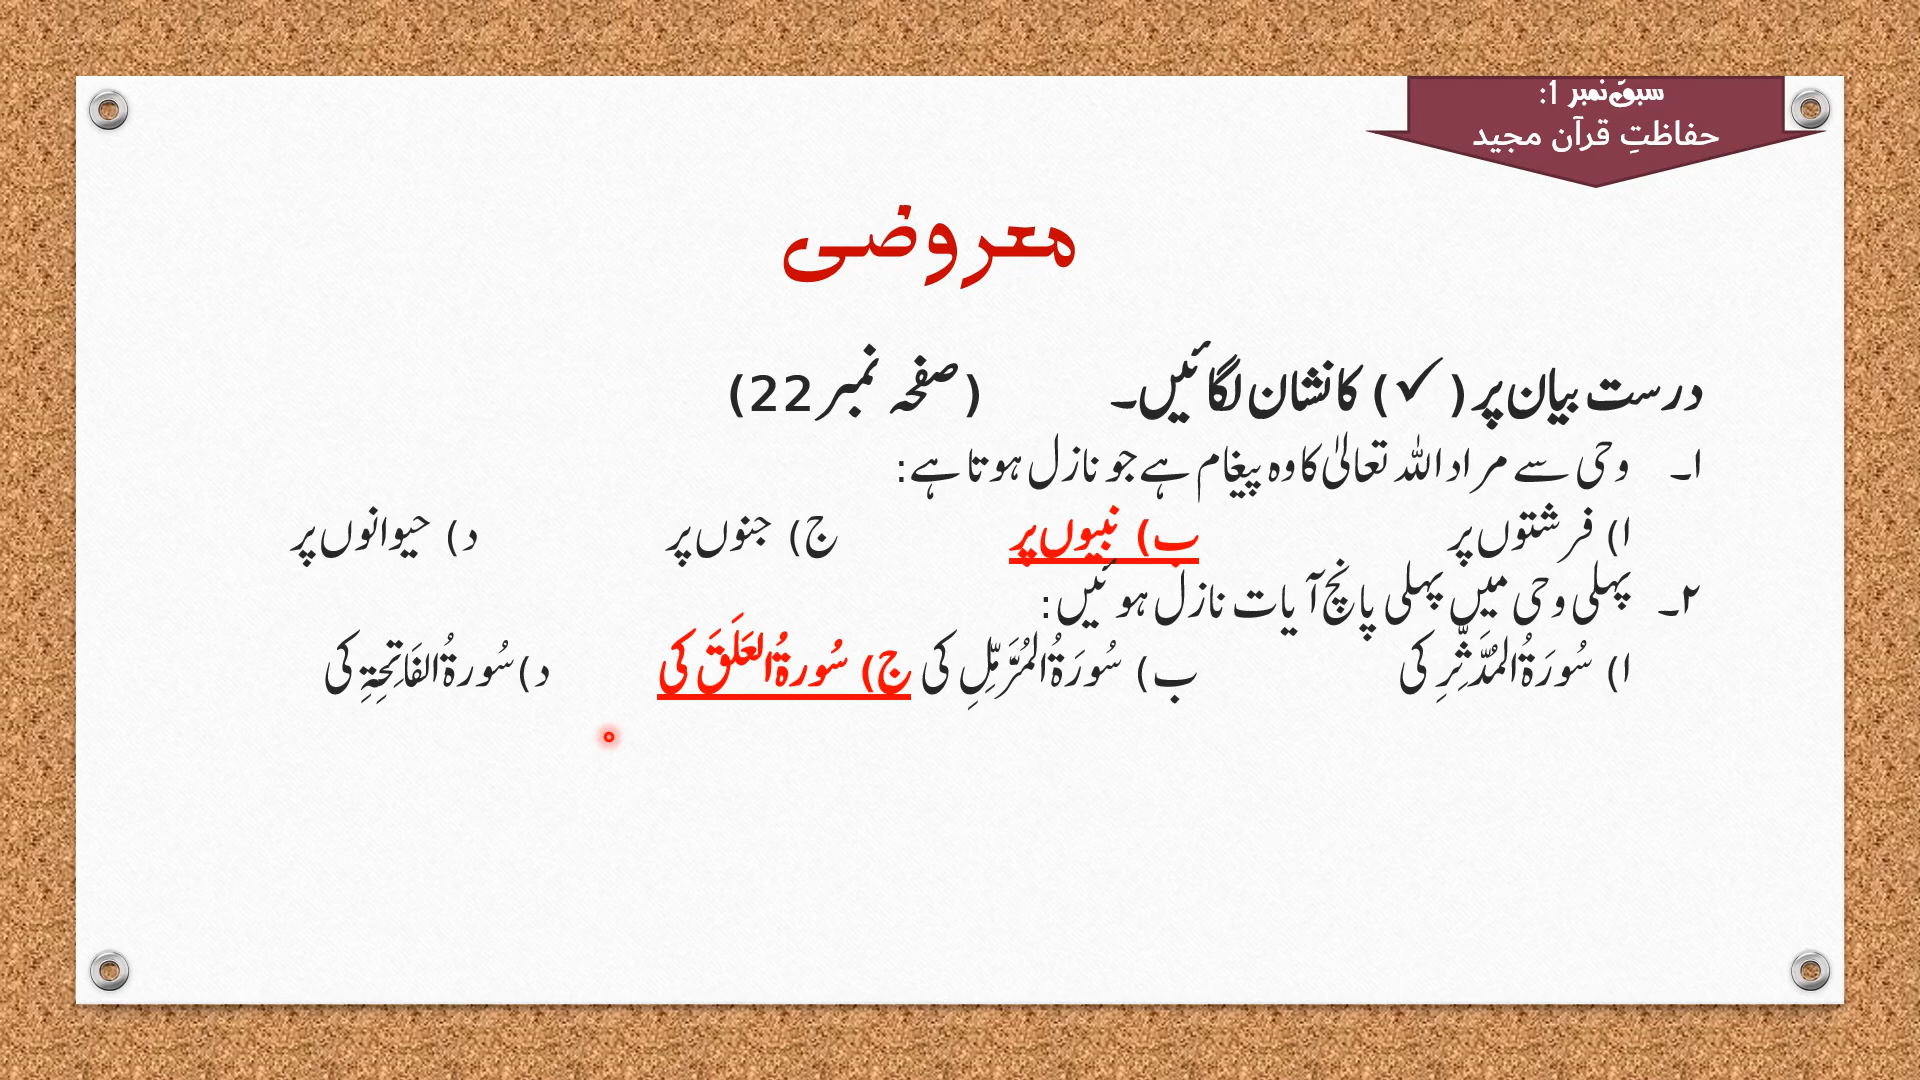 سبق نمبر 1:
حفاظتِ قرآن مجید
معروضی
درست بیان پر (✓) کا نشان لگائیں۔ (صفحہ نمبر 22)
۱۔ وحی سے مراد اللہ تعالیٰ کا وہ پیغام ہے جو نازل ہوتا ہے:
ا) فرشتوں پر ب) نبیوں پر ج) جنوں پر د) حیوانوں پر
۲۔ پہلی وحی میں پہلی پانچ آیات نازل ہوئیں:
ا) سُورَۃُالمُدَّثِّرِ کی ب) سُورَۃُالمُزَّمِّلِ کی ج) سُورۃُالعَلَقَ کی د) سُورۃُالفَاتِحَۃِ کی